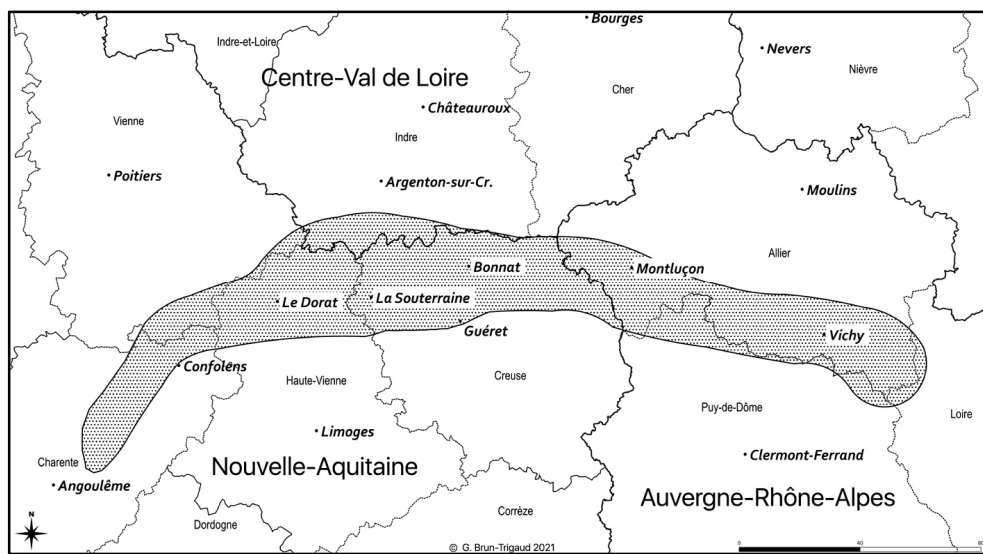 Bourges
Indre-et-Loire
Nevers
Centre-Val de Loire
Nièvre
Cher
Châteauroux
Vienne
Indre
Poitiers
Argenton-sur-Cr.
Moulins
Allier
Bonnat
Montluçon
Le Dorat
La Souterraine
Guéret
Vichy
Confolens
Haute-Vienne
Creuse
Puy-de-Dôme
Loire
Limoges
Charente
Nouvelle-Aquitaine
Clermont-Ferrand
Angoulême
Auvergne-Rhône-Alpes
N
Dordogne
Corrèze
© G. Brun-Trigaud 2021
0 40 80